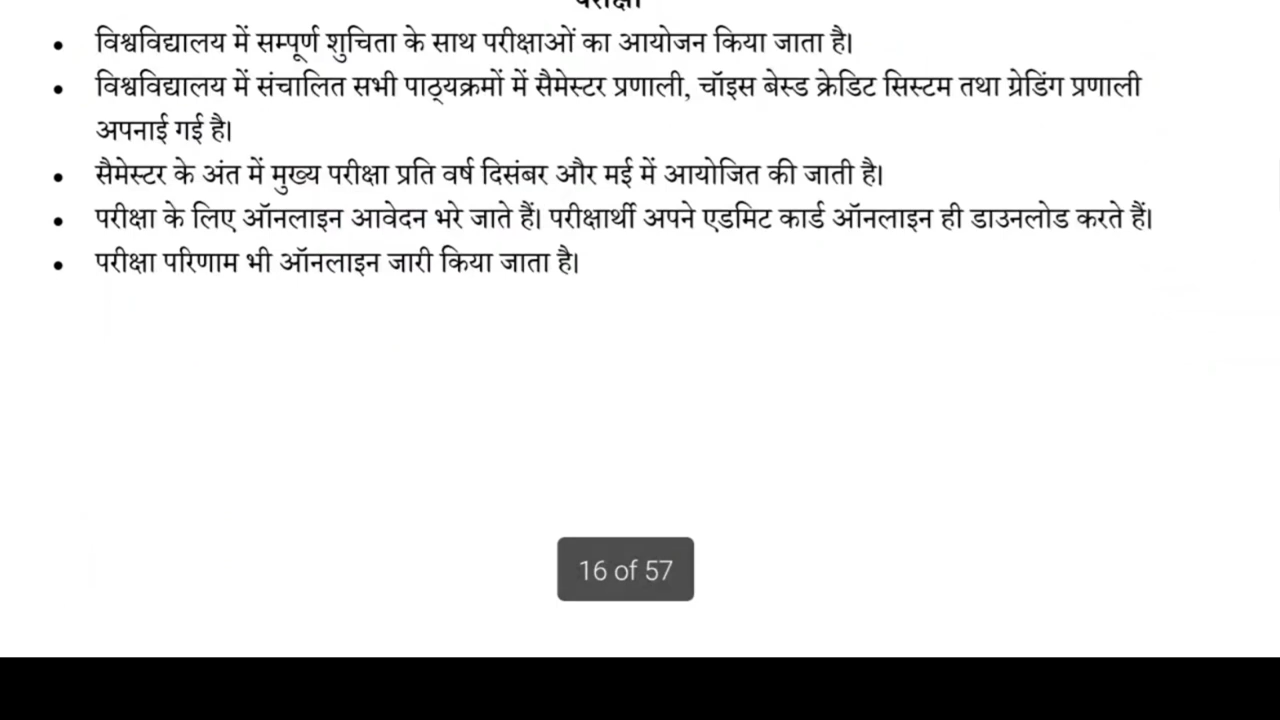 परीक्षा
• विश्वविद्यालय में सम्पूर्ण शुचिता के साथ परीक्षाओं का आयोजन किया जाता है।
• विश्वविद्यालय में संचालित सभी पाठ्यक्रमों में सैमेस्टर प्रणाली, चॉइस बेस्ड क्रेडिट सिस्टम तथा ग्रेडिंग प्रणाली
अपनाई गई है।
• सैमेस्टर के अंत में मुख्य परीक्षा प्रति वर्ष दिसंबर और मई में आयोजित की जाती है।
• परीक्षा के लिए ऑनलाइन आवेदन भरे जाते हैं। परीक्षार्थी अपने एडमिट कार्ड ऑनलाइन ही डाउनलोड करते हैं।
• परीक्षा परिणाम भी ऑनलाइन जारी किया जाता है।
16 of 57